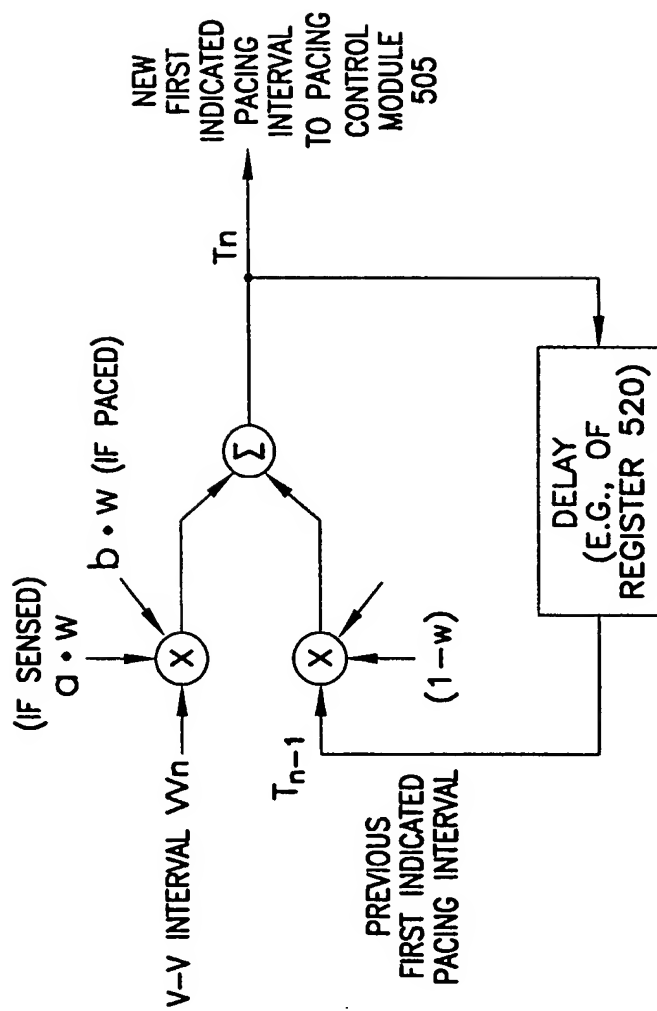 (IF SENSED)
a • w
b • w (IF PACED)
V–V INTERVAL VVn
X
Σ
Tn
NEW
FIRST
INDICATED
PACING
INTERVAL
TO PACING
CONTROL
MODULE
505
Tn–1
X
(1–w)
PREVIOUS
FIRST INDICATED
PACING INTERVAL
DELAY
(E.G., OF
REGISTER 520)